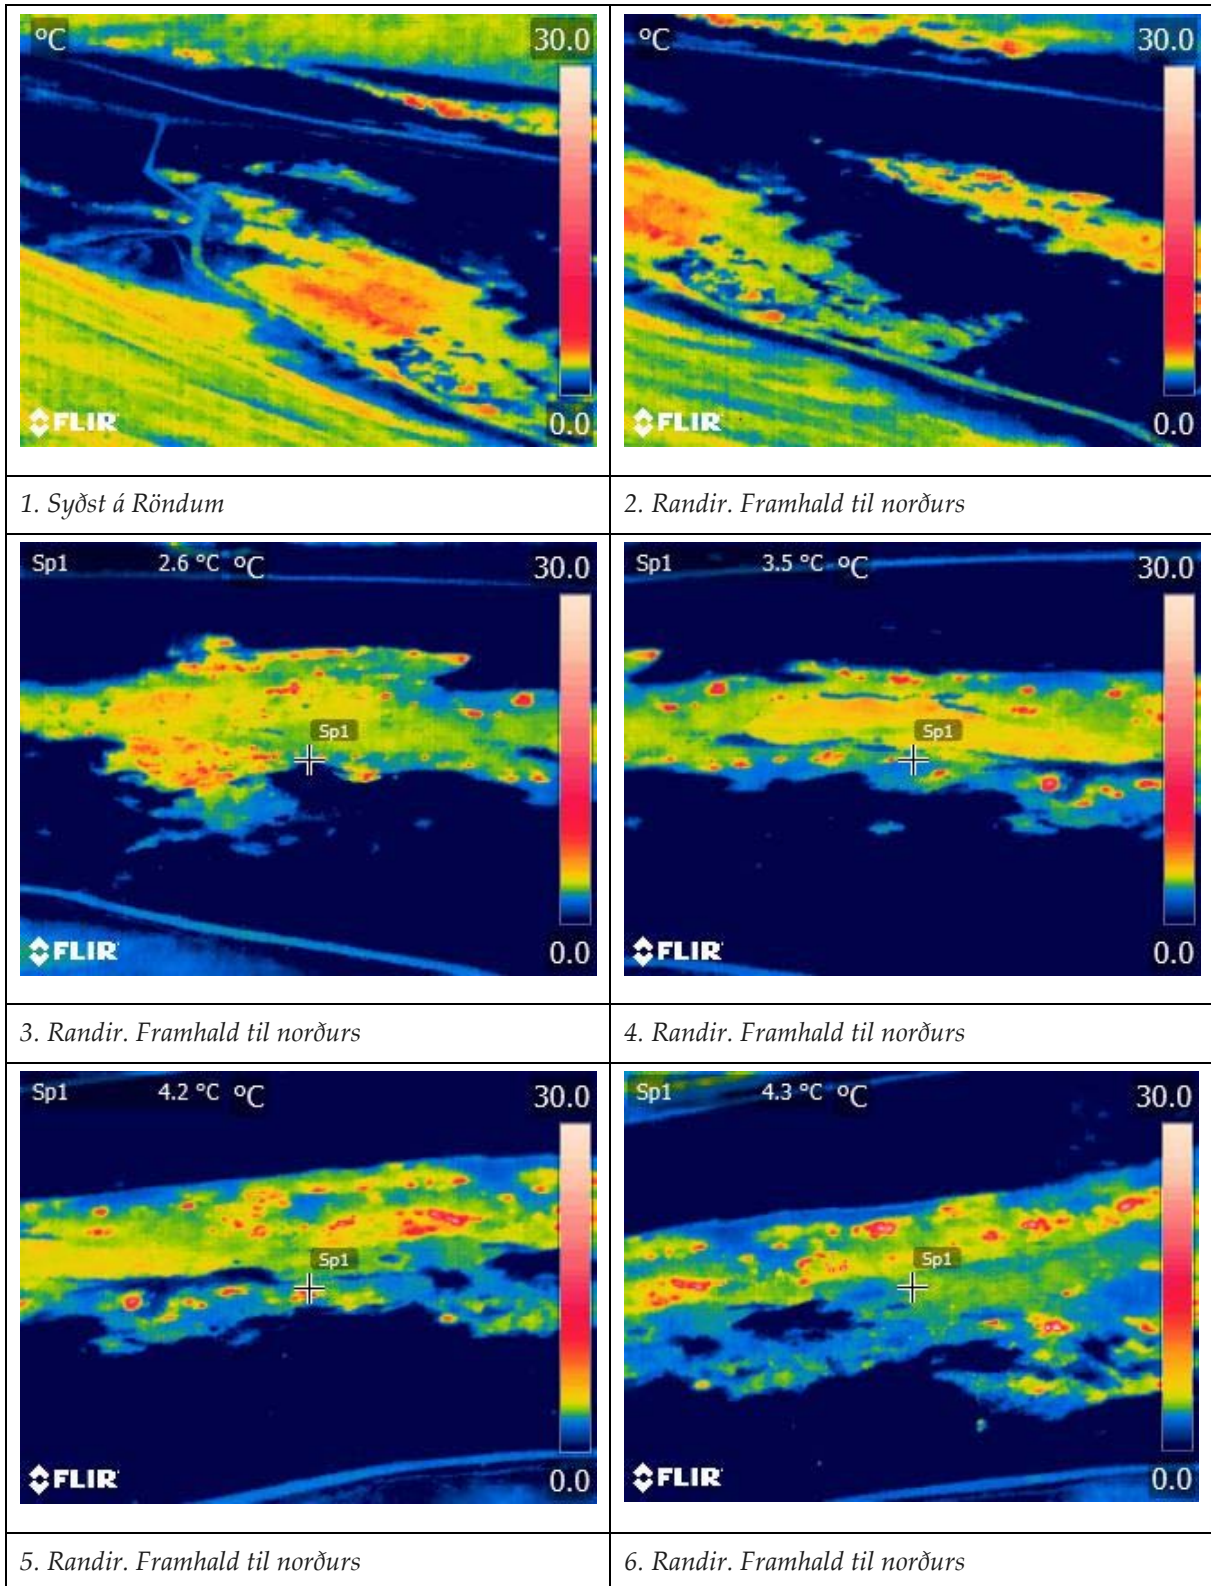 °C 30.0
FLIR
0.0
°C 30.0
FLIR
0.0
1. Syðst á Röndum
2. Randir. Framhald til norðurs
Sp1 2.6 °C °C 30.0
Sp1
FLIR
0.0
Sp1 3.5 °C °C 30.0
Sp1
FLIR
0.0
3. Randir. Framhald til norðurs
4. Randir. Framhald til norðurs
Sp1 4.2 °C °C 30.0
Sp1
FLIR
0.0
Sp1 4.3 °C °C 30.0
Sp1
FLIR
0.0
5. Randir. Framhald til norðurs
6. Randir. Framhald til norðurs